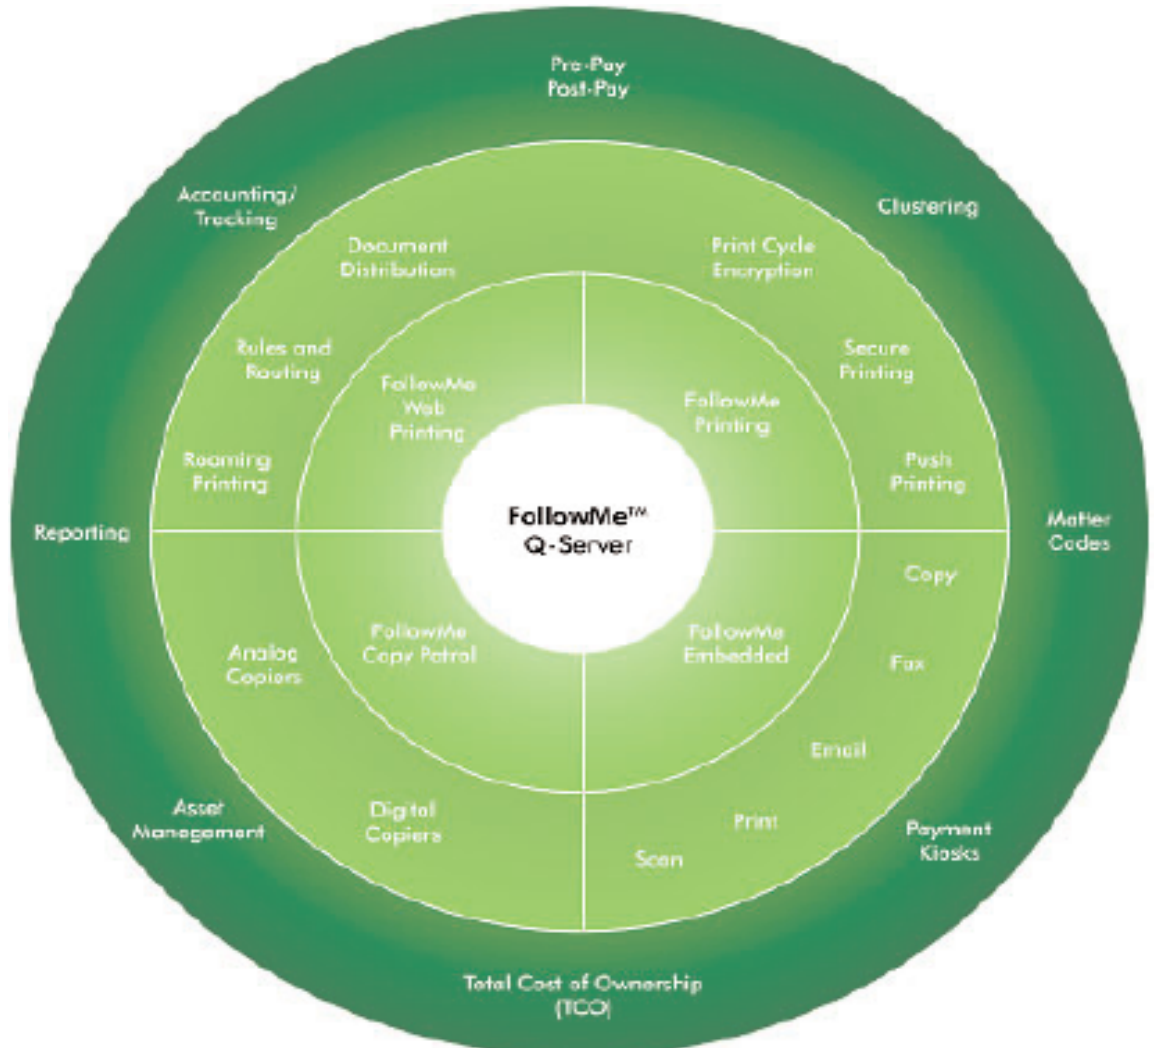 Pre-Pay
Post-Pay
Accounting/
Tracking
Clustering
Document
Distribution
Print Cycle
Encryption
Rules and
Routing
Secure
Printing
FollowMe
Web
Printing
FollowMe
Printing
Roaming
Printing
Push
Printing
FollowMe™
Q-Server
Reporting
Matter
Codes
Copy
FollowMe
Copy Patrol
FollowMe
Embedded
Analog
Copiers
Fax
Email
Asset
Management
Digital
Copiers
Print
Scan
Payment
Kiosks
Total Cost of Ownership
(TCO)